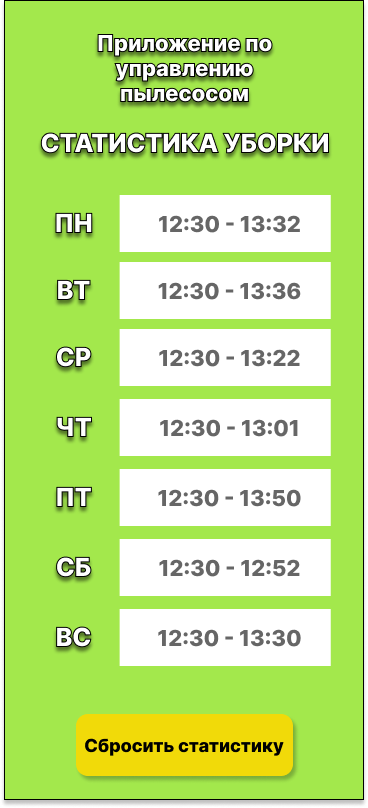 Приложение по
управлению
пылесосом
СТАТИСТИКА УБОРКИ
ПН 12:30 - 13:32
ВТ 12:30 - 13:36
СР 12:30 - 13:22
ЧТ 12:30 - 13:01
ПТ 12:30 - 13:50
СБ 12:30 - 12:52
ВС 12:30 - 13:30
Сбросить статистику